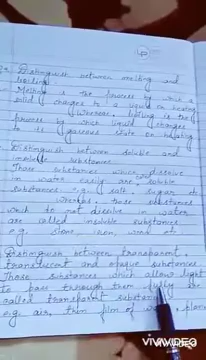 Distinguish between melting and
boiling.
Melting is the process by which a
solid changes to a liquid on heating
Whereas, boiling is the
process by which liquid changes
to its gaseous state on heating
Distinguish between soluble and
insoluble substances.
Those substances which dissolve
in water easily are soluble
substances e.g. salt, sugar etc
Whereas, those substances
which do not dissolve in water
are called insoluble substances
e.g. stone, iron, wood etc.
Distinguish between transparent,
translucent and opaque substances.
Those substances which allow light
to pass through them fully are
called transparent substances
e.g. air, thin film of water,
VIVAVIDEO